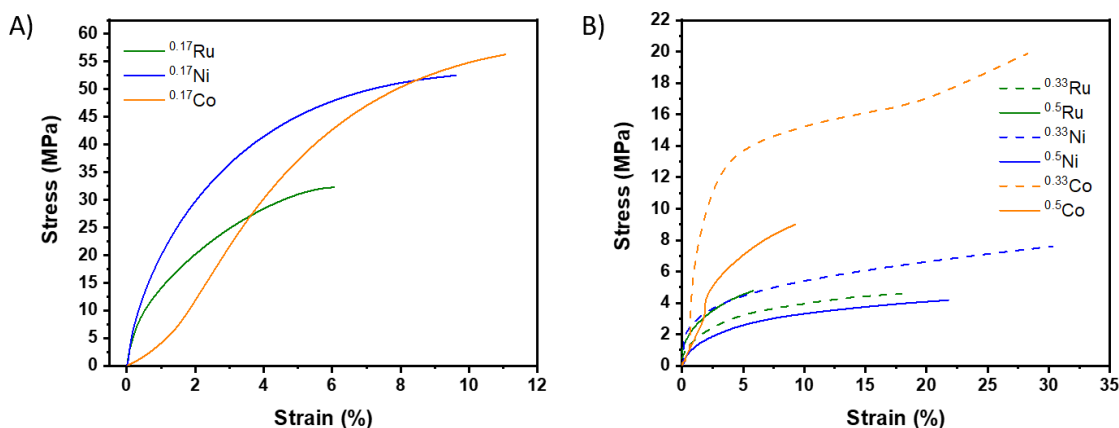 A)
60
55
50
45
40
35
30
25
20
15
10
5
0
Stress (MPa)
0.17Ru
0.17Ni
0.17Co
0 2 4 6 8 10 12
Strain (%)
B)
22
20
18
16
14
12
10
8
6
4
2
0
Stress (MPa)
0.33Ru
0.5Ru
0.33Ni
0.5Ni
0.33Co
0.5Co
0 5 10 15 20 25 30 35
Strain (%)